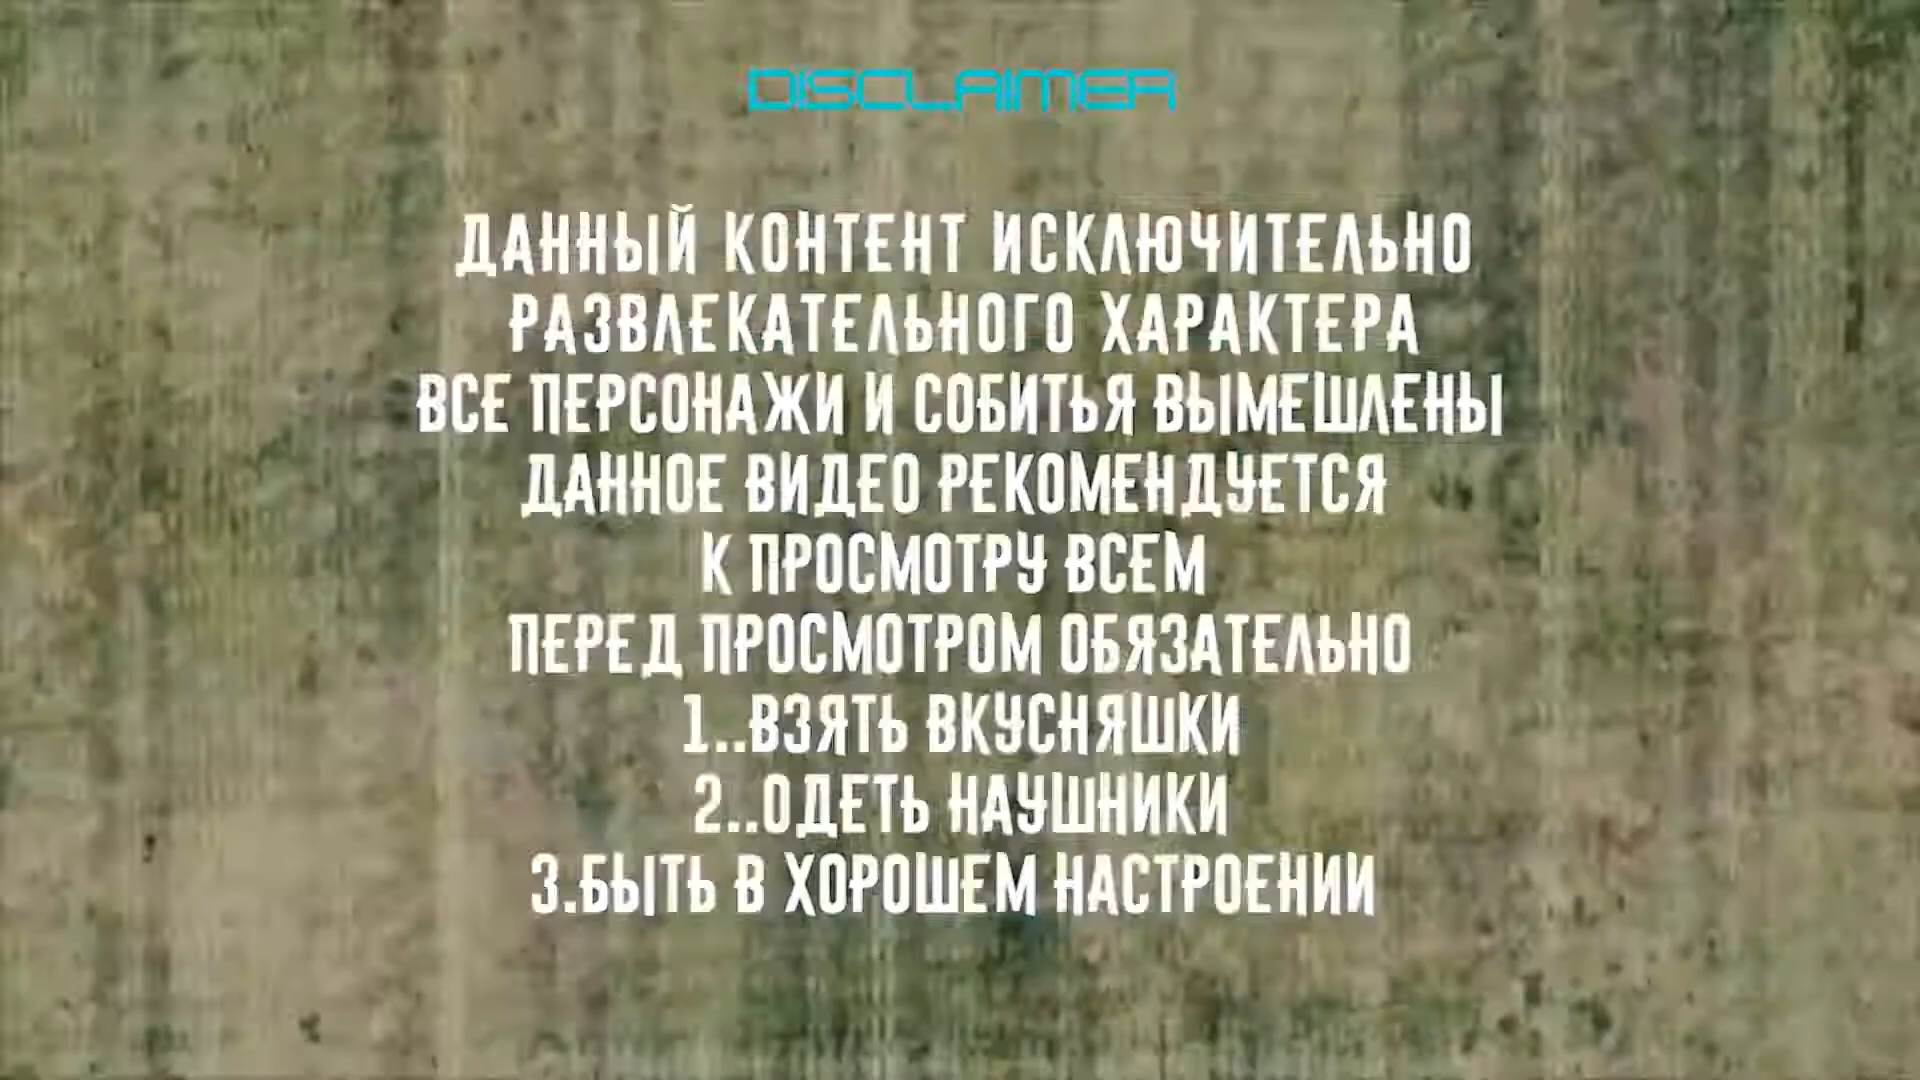 DISCLAIMER
ДАННЫЙ КОНТЕНТ ИСКЛЮЧИТЕЛЬНО
РАЗВЛЕКАТЕЛЬНОГО ХАРАКТЕРА
ВСЕ ПЕРСОНАЖИ И СОБИТЬЯ ВЫМЕШЛЕНЫ
ДАННОЕ ВИДЕО РЕКОМЕНДУЕТСЯ
К ПРОСМОТРУ ВСЕМ
ПЕРЕД ПРОСМОТРОМ ОБЯЗАТЕЛЬНО
1..ВЗЯТЬ ВКУСНЯШКИ
2..ОДЕТЬ НАУШНИКИ
3.БЫТЬ В ХОРОШЕМ НАСТРОЕНИИ